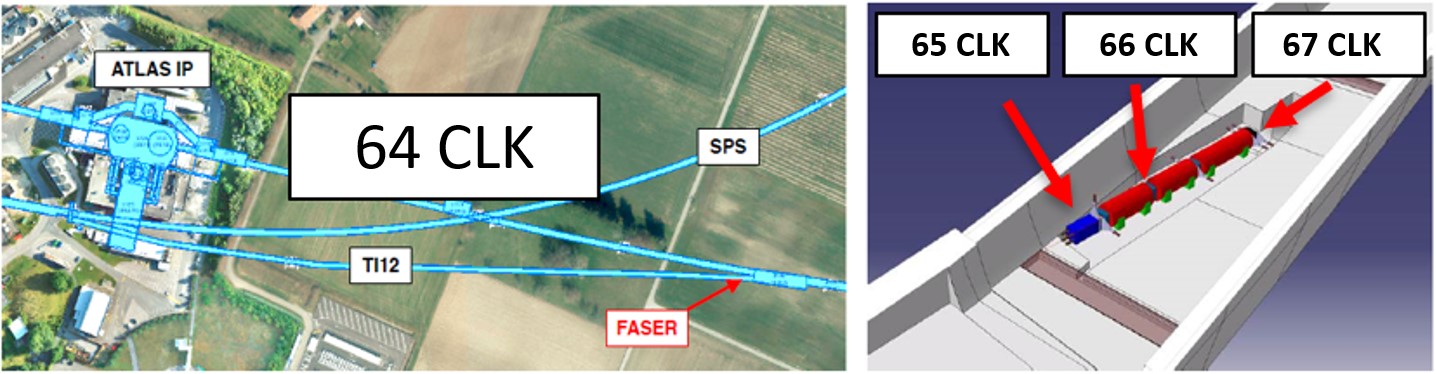 ATLAS IP
64 CLK
SPS
TI12
FASER
65 CLK
66 CLK
67 CLK